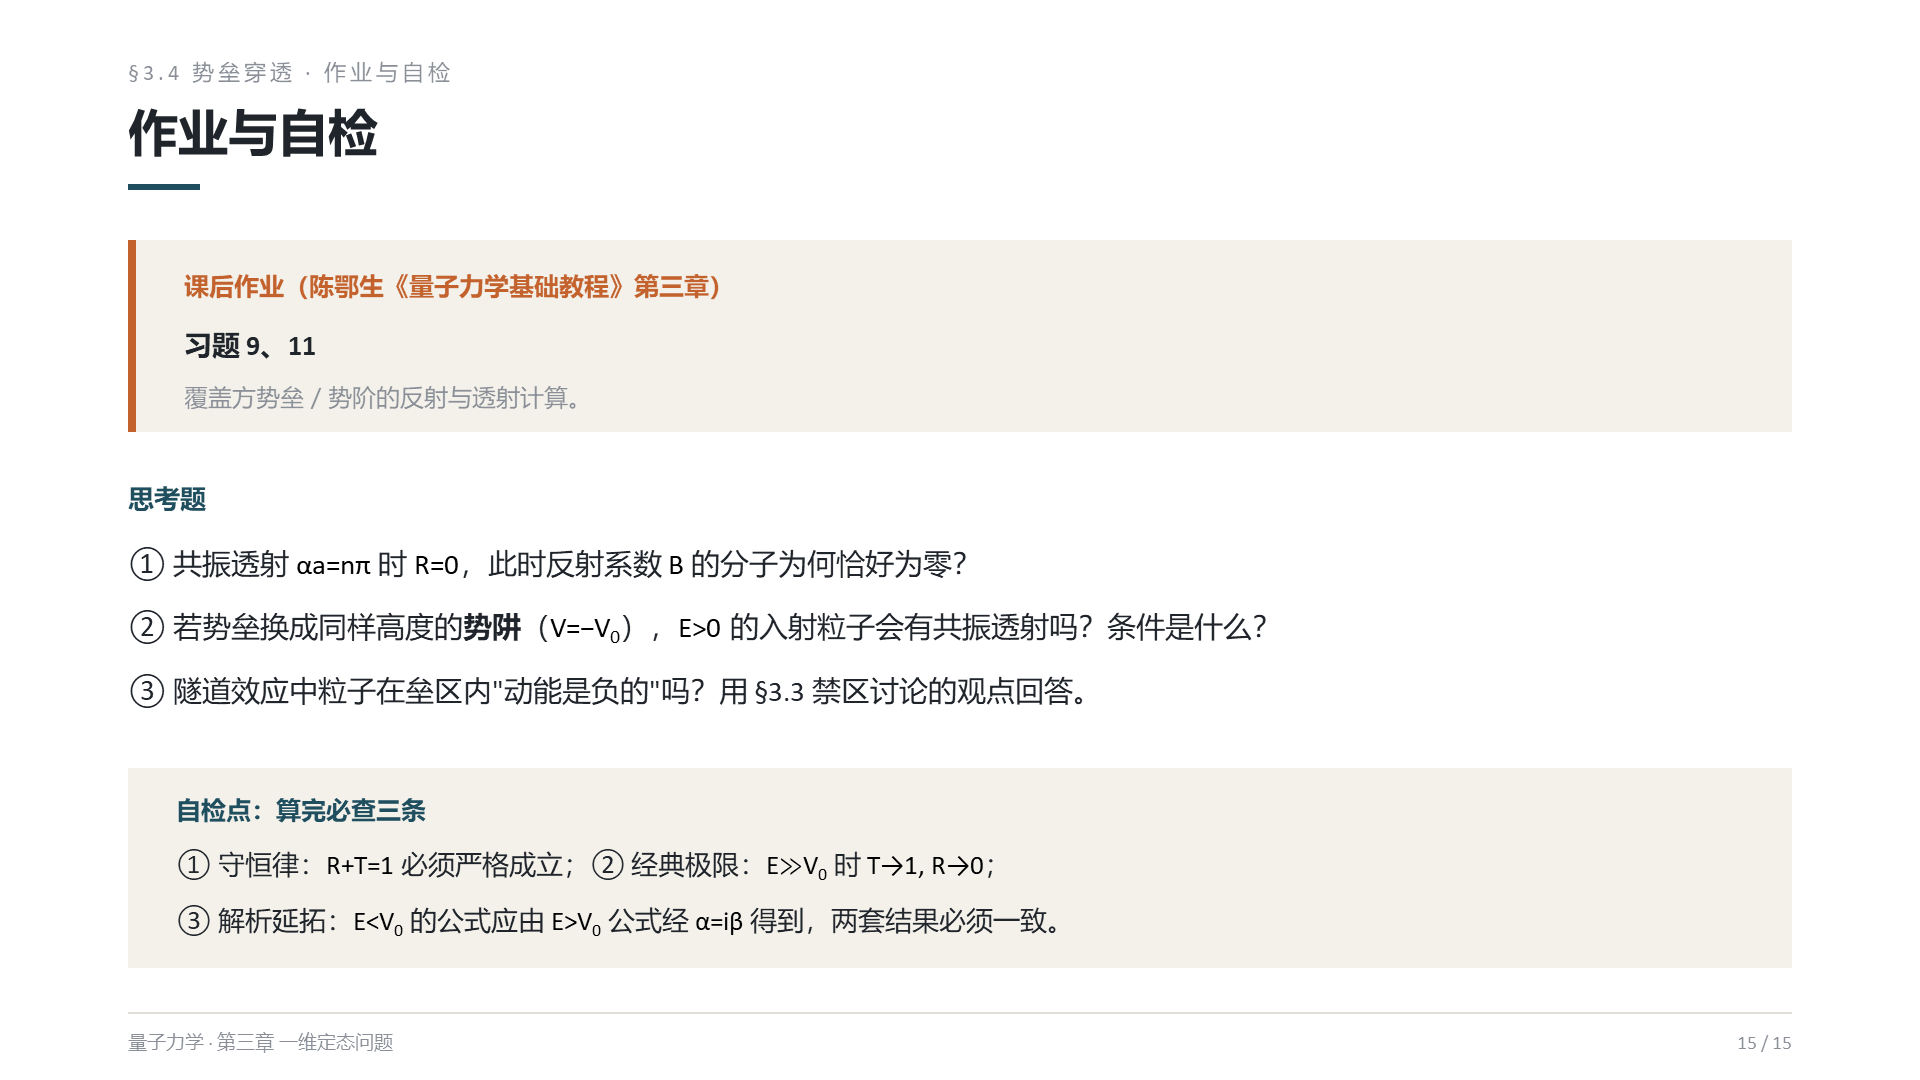 §3.4 势垒穿透 · 作业与自检
作业与自检
课后作业（陈鄂生《量子力学基础教程》第三章）
习题 9、11
覆盖方势垒 / 势阶的反射与透射计算。
思考题
① 共振透射 αa=nπ 时 R=0，此时反射系数 B 的分子为何恰好为零？
② 若势垒换成同样高度的势阱（V=−V₀），E>0 的入射粒子会有共振透射吗？条件是什么？
③ 隧道效应中粒子在垒区内"动能是负的"吗？用 §3.3 禁区讨论的观点回答。
自检点：算完必查三条
① 守恒律：R+T=1 必须严格成立；② 经典极限：E≫V₀ 时 T→1, R→0；
③ 解析延拓：E<V₀ 的公式应由 E>V₀ 公式经 α=iβ 得到，两套结果必须一致。
量子力学 · 第三章 一维定态问题
15 / 15